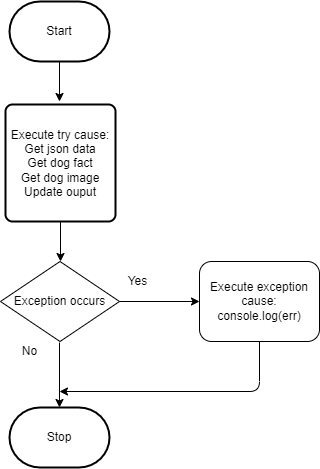 Start
Execute try cause:
Get json data
Get dog fact
Get dog image
Update ouput
Exception occurs
Yes
Execute exception
cause:
console.log(err)
No
Stop